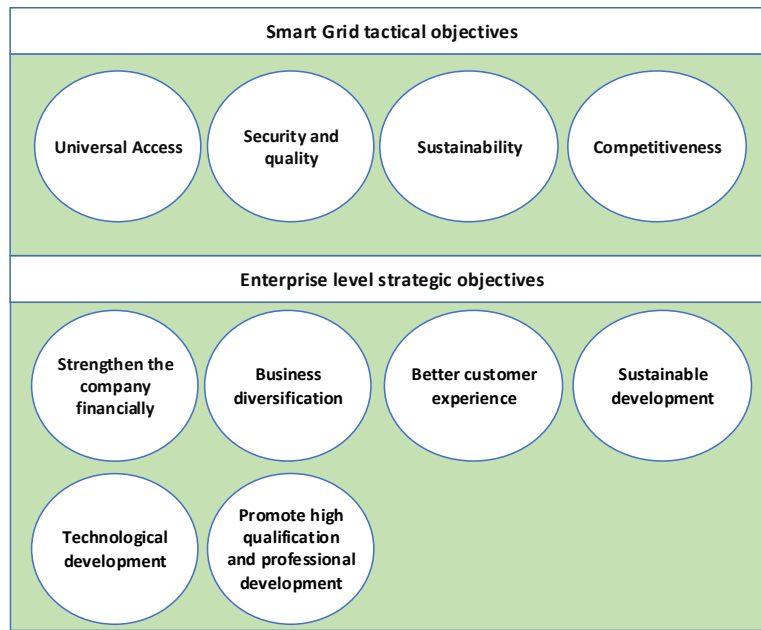 Smart Grid tactical objectives
Universal Access
Security and
quality
Sustainability
Competitiveness
Enterprise level strategic objectives
Strengthen the
company
financially
Business
diversification
Better customer
experience
Sustainable
development
Technological
development
Promote high
qualification
and professional
development